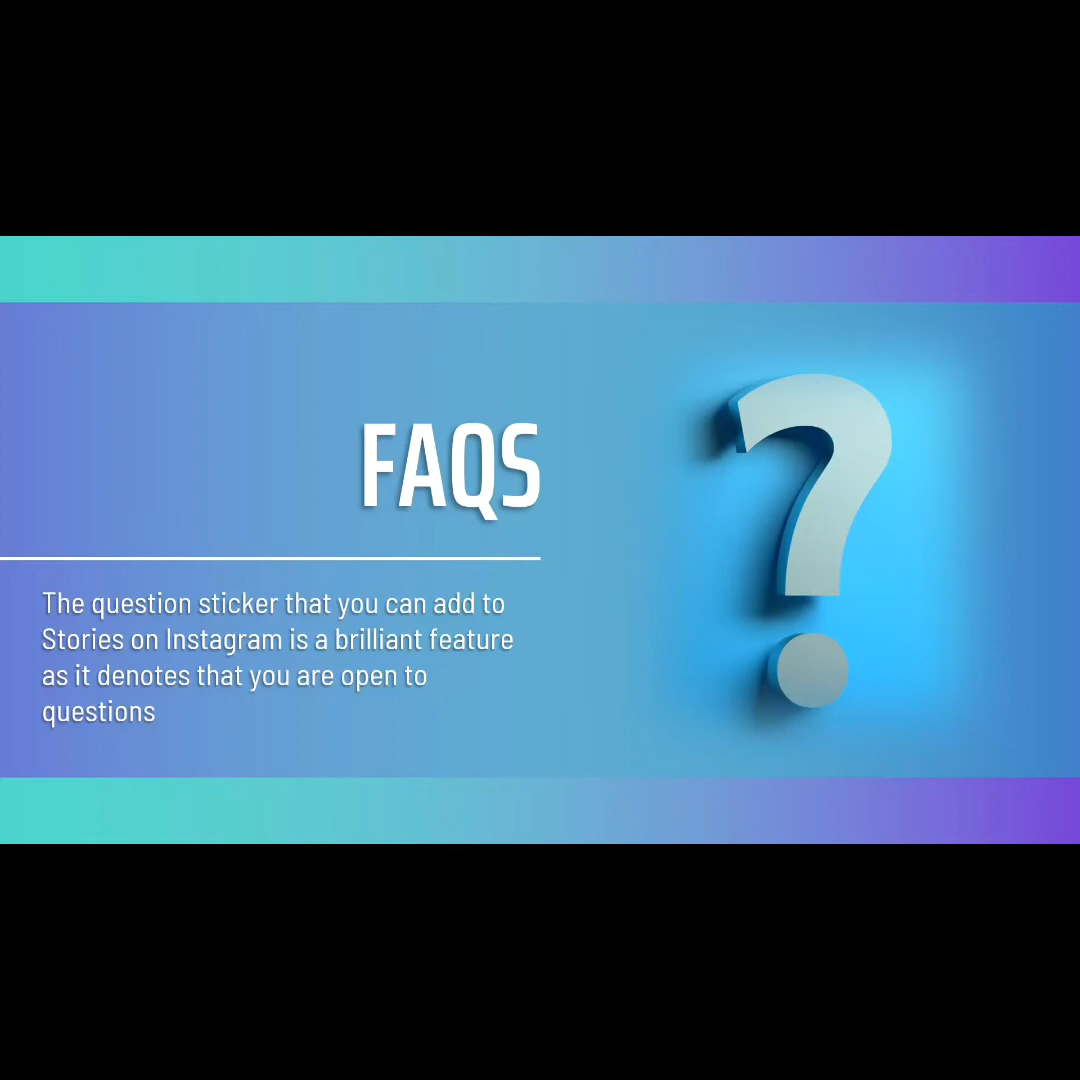 FAQS
The question sticker that you can add to
Stories on Instagram is a brilliant feature
as it denotes that you are open to
questions